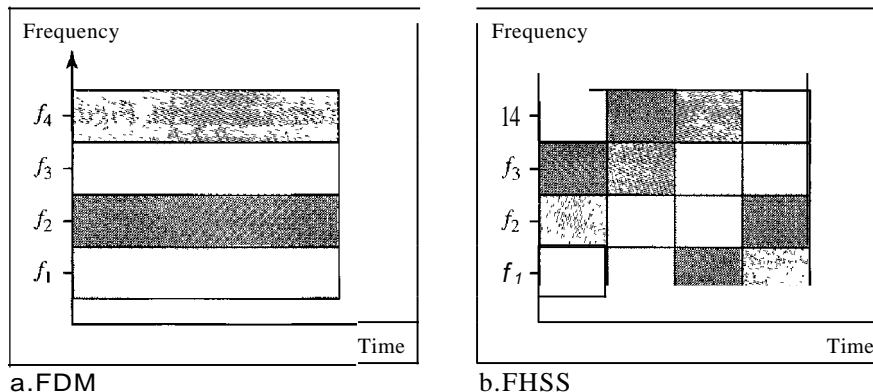 Frequency
f4
f3
f2
f1
Time
a.FDM
Frequency
14
f3
f2
f1
Time
b.FHSS